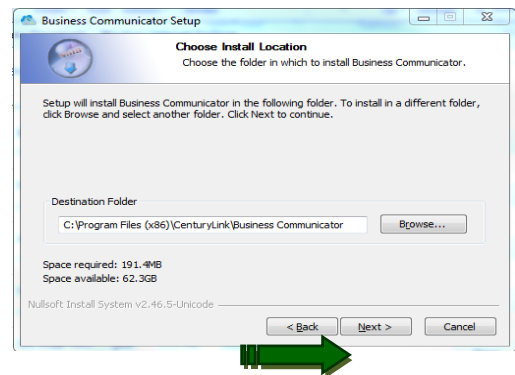 Business Communicator Setup
Choose Install Location
Choose the folder in which to install Business Communicator.
Setup will install Business Communicator in the following folder. To install in a different folder,
click Browse and select another folder. Click Next to continue.
Destination Folder
C:\Program Files (x86)\CenturyLink\Business Communicator
Browse...
Space required: 191.4MB
Space available: 62.3GB
Nullsoft Install System v2.46.5-Unicode
< Back Next > Cancel